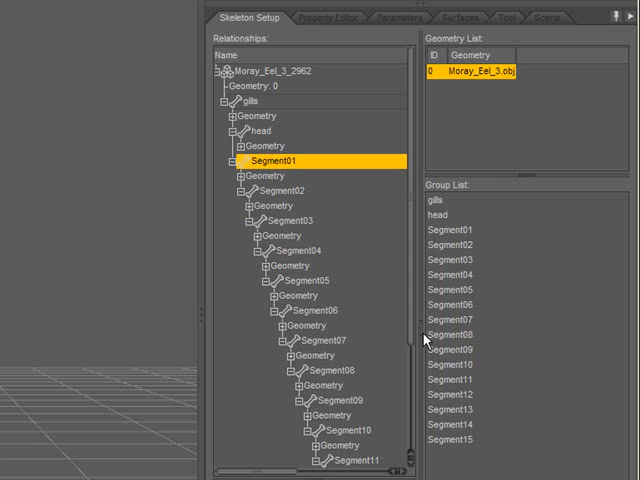 Skeleton Setup Property Editor Parameters Surfaces Tool Scene
Relationships:
Name
Moray_Eel_3_2962
Geometry: 0
gills
Geometry
head
Geometry
Segment01
Geometry
Segment02
Geometry
Segment03
Geometry
Segment04
Geometry
Segment05
Geometry
Segment06
Geometry
Segment07
Geometry
Segment08
Geometry
Segment09
Geometry
Segment10
Geometry
Segment11
Geometry List:
ID Geometry
0 Moray_Eel_3.obj
Group List:
gills
head
Segment01
Segment02
Segment03
Segment04
Segment05
Segment06
Segment07
Segment08
Segment09
Segment10
Segment11
Segment12
Segment13
Segment14
Segment15